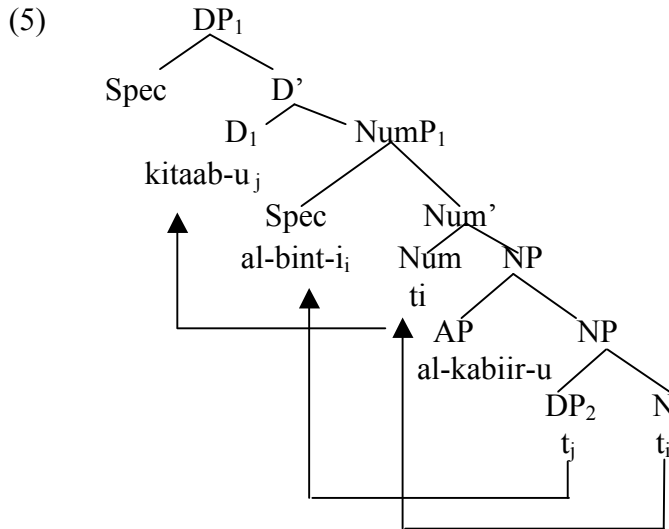 (5) DP1
Spec D’
D1 NumP1
kitaab-u j
Spec Num’
al-bint-ii Num NP
ti
AP NP
al-kabiir-u
DP2 N
tj ti